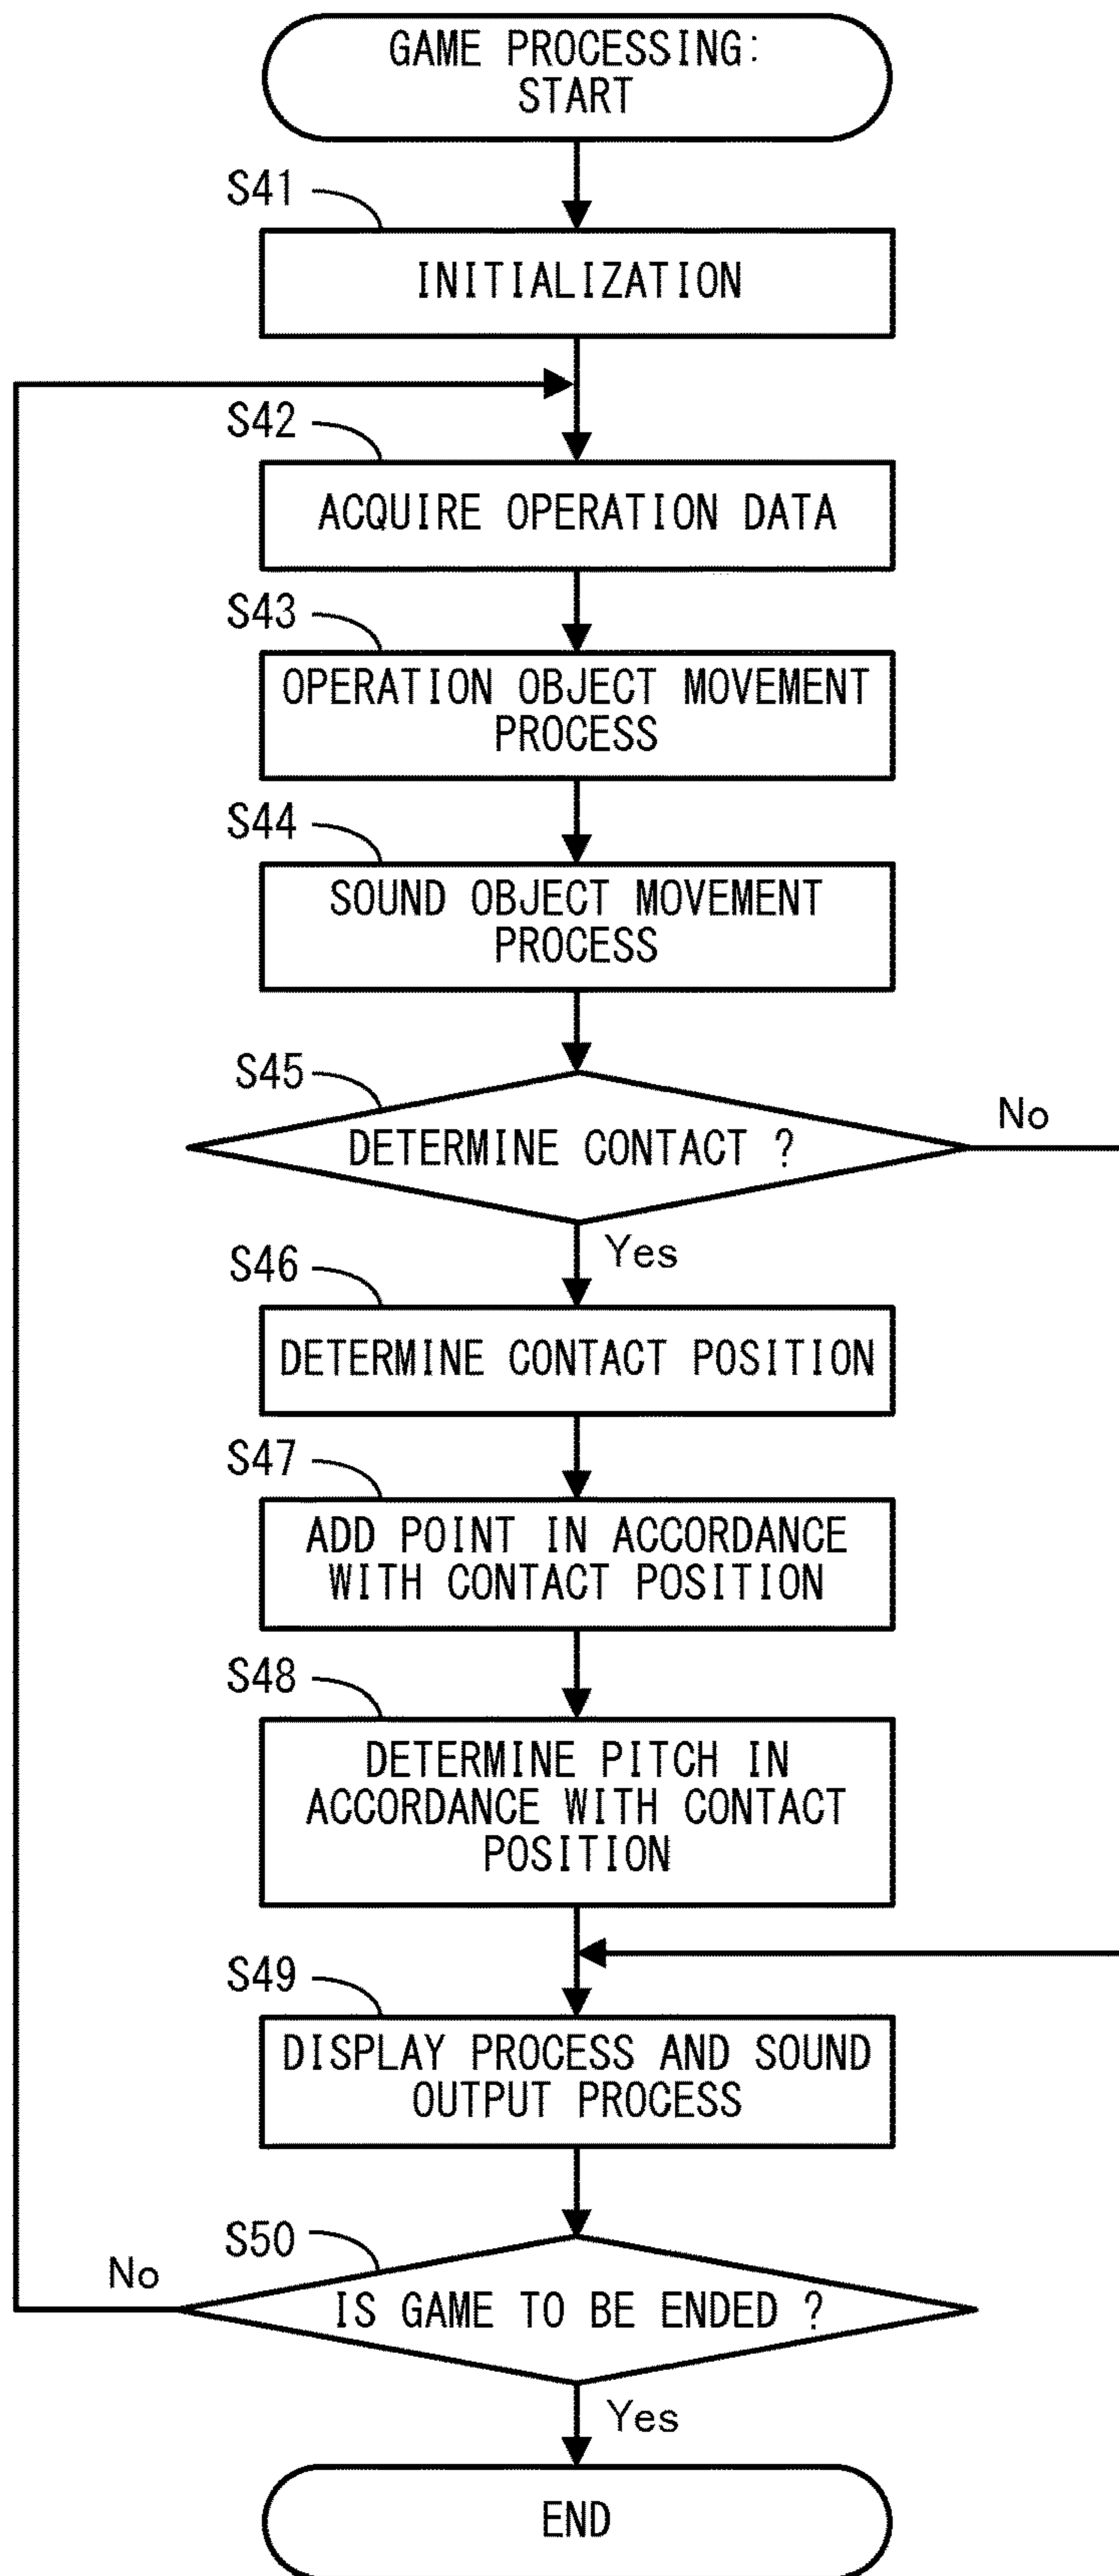 GAME PROCESSING:
START
S41
INITIALIZATION
S42
ACQUIRE OPERATION DATA
S43
OPERATION OBJECT MOVEMENT
PROCESS
S44
SOUND OBJECT MOVEMENT
PROCESS
S45
DETERMINE CONTACT ?
No
Yes
S46
DETERMINE CONTACT POSITION
S47
ADD POINT IN ACCORDANCE
WITH CONTACT POSITION
S48
DETERMINE PITCH IN
ACCORDANCE WITH CONTACT
POSITION
S49
DISPLAY PROCESS AND SOUND
OUTPUT PROCESS
S50
No
IS GAME TO BE ENDED ?
Yes
END